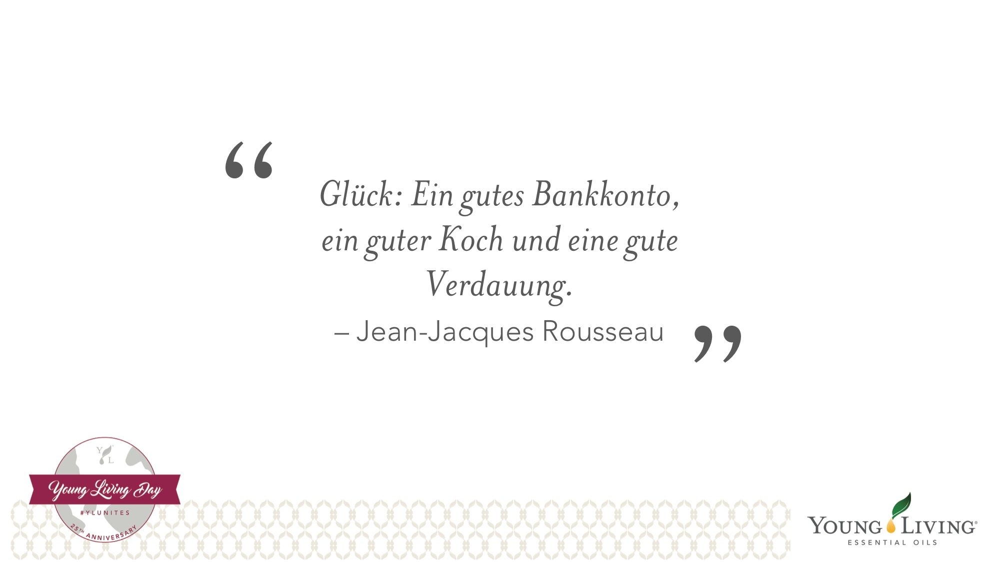 “
Glück: Ein gutes Bankkonto,
ein guter Koch und eine gute
Verdauung.
– Jean-Jacques Rousseau
”
Y L
Young Living Day
#YLUNITES
25TH ANNIVERSARY
YOUNG LIVING®
ESSENTIAL OILS